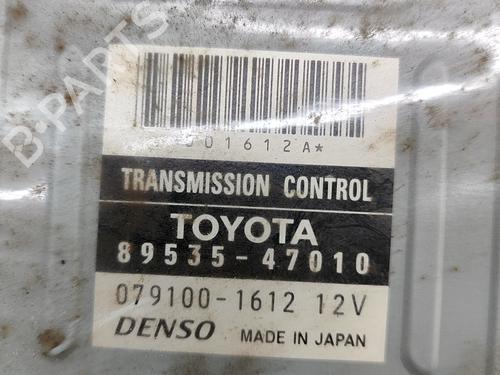 B-PARTS
01612A*
TRANSMISSION CONTROL
TOYOTA
89535-47010
079100-1612 12V
DENSO MADE IN JAPAN